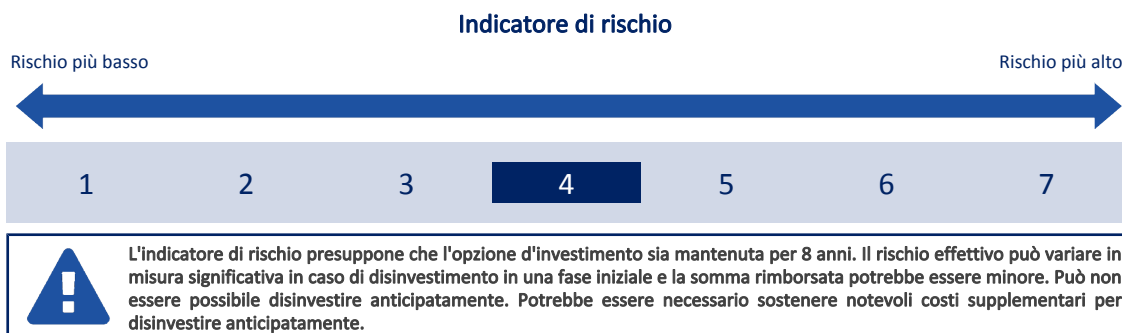 Indicatore di rischio
Rischio più basso
Rischio più alto
1 2 3 4 5 6 7
L'indicatore di rischio presuppone che l'opzione d'investimento sia mantenuta per 8 anni. Il rischio effettivo può variare in
misura significativa in caso di disinvestimento in una fase iniziale e la somma rimborsata potrebbe essere minore. Può non
essere possibile disinvestire anticipatamente. Potrebbe essere necessario sostenere notevoli costi supplementari per
disinvestire anticipatamente.